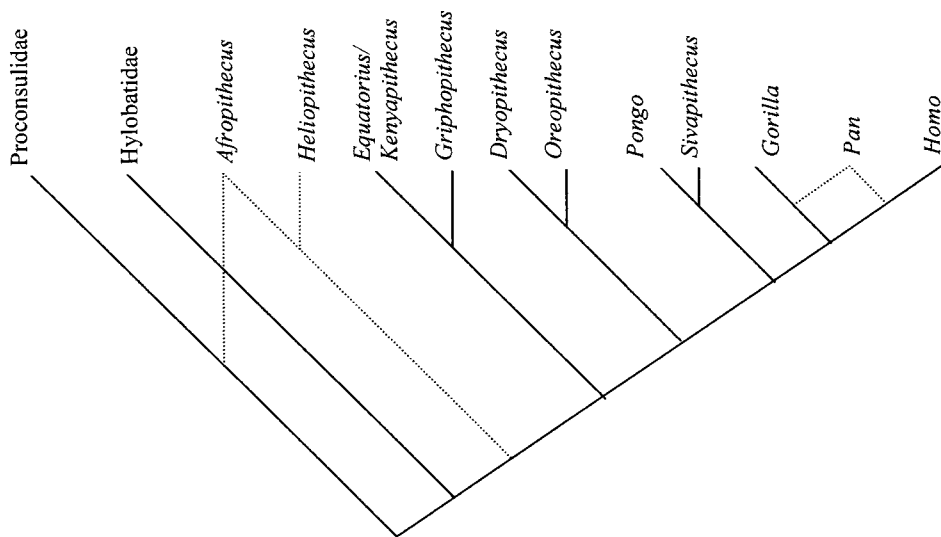 Proconsulidae
Hylobatidae
Afropithecus
Heliopithecus
Equatorius/
Kenyapithecus
Griphopithecus
Dryopithecus
Oreopithecus
Pongo
Sivapithecus
Gorilla
Pan
Homo